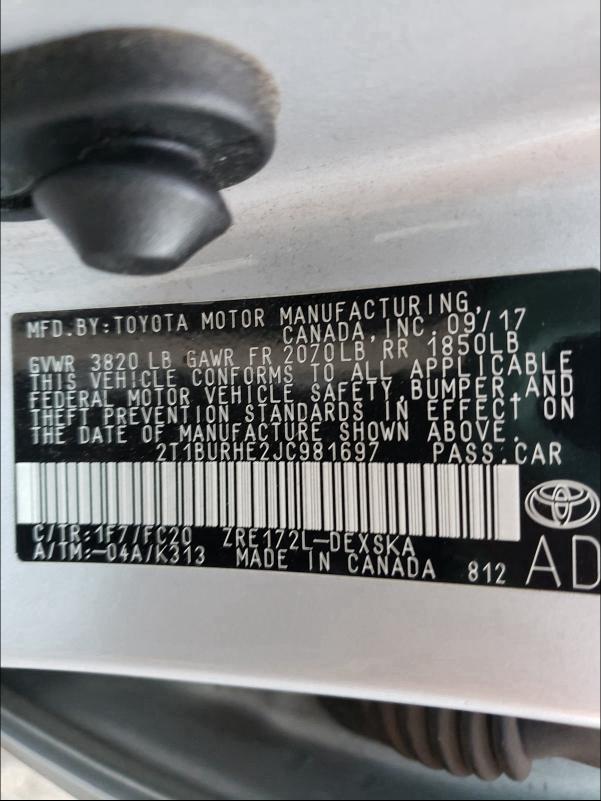 MFD.BY:TOYOTA MOTOR MANUFACTURING,
CANADA,INC.09/17
GVWR 3820 LB GAWR FR 2070LB, RR 1850LB
THIS VEHICLE CONFORMS TO ALL APPLICABLE
FEDERAL MOTOR VEHICLE SAFETY,BUMPER,AND
THEFT PREVENTION STANDARDS IN EFFECT ON
THE DATE OF MANUFACTURE SHOWN ABOVE.
2T1BURHE2JC981697 PASS.CAR
C/TR:1F7/FC20 ZRE172L-DEXSKA
A/TM:-04A/K313 MADE IN CANADA 812 AD